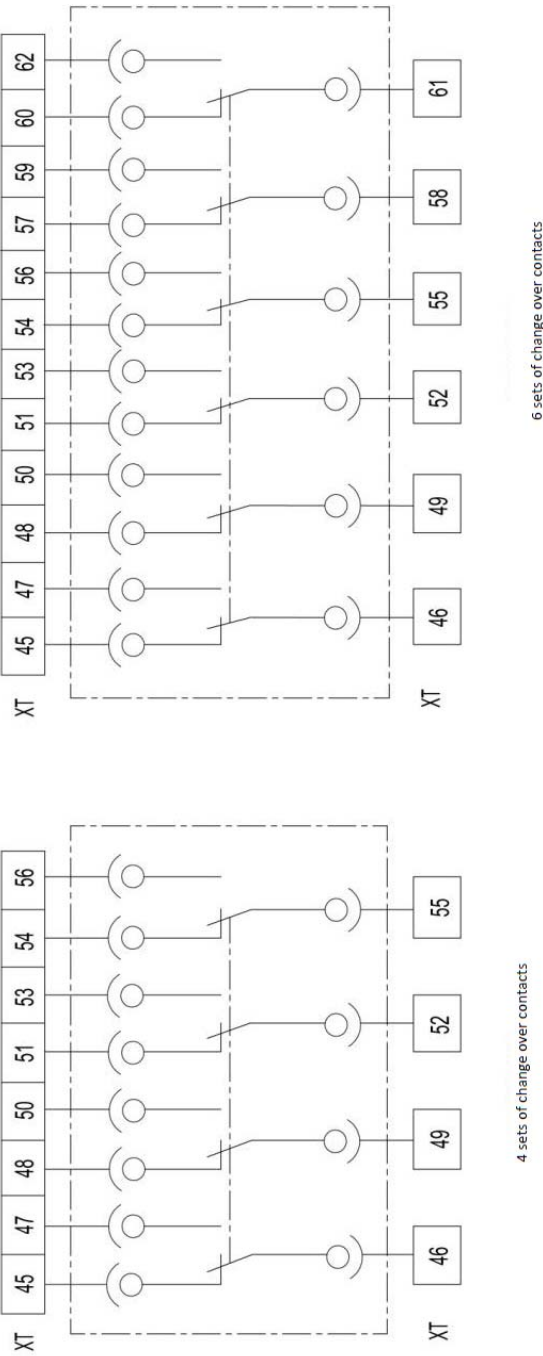 XT 45 47 48 50 51 53 54 56
46 49 52 55
XT
4 sets of change over contacts
XT 45 47 48 50 51 53 54 56 57 59 60 62
XT 46 49 52 55 58 61
6 sets of change over contacts